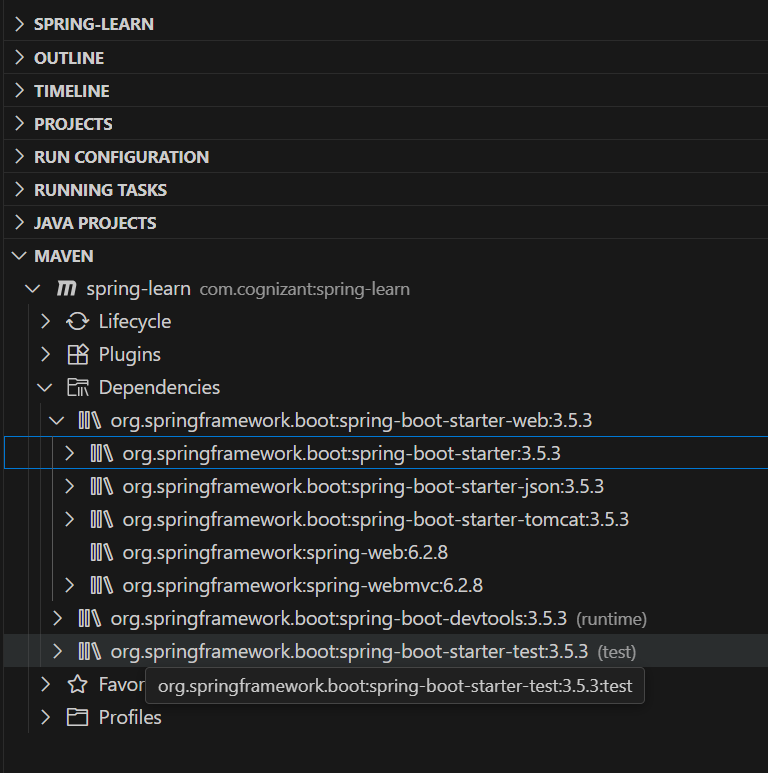 SPRING-LEARN
OUTLINE
TIMELINE
PROJECTS
RUN CONFIGURATION
RUNNING TASKS
JAVA PROJECTS
MAVEN
spring-learn com.cognizant:spring-learn
Lifecycle
Plugins
Dependencies
org.springframework.boot:spring-boot-starter-web:3.5.3
org.springframework.boot:spring-boot-starter:3.5.3
org.springframework.boot:spring-boot-starter-json:3.5.3
org.springframework.boot:spring-boot-starter-tomcat:3.5.3
org.springframework:spring-web:6.2.8
org.springframework:spring-webmvc:6.2.8
org.springframework.boot:spring-boot-devtools:3.5.3 (runtime)
org.springframework.boot:spring-boot-starter-test:3.5.3 (test)
Favor
org.springframework.boot:spring-boot-starter-test:3.5.3:test
Profiles